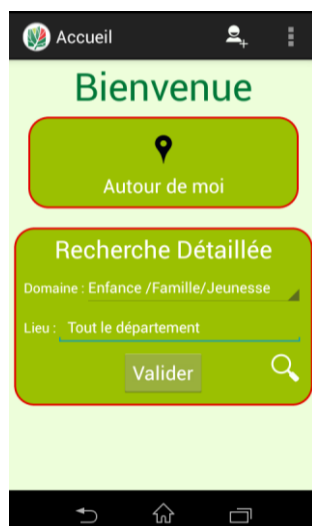 Accueil
Bienvenue
Autour de moi
Recherche Détaillée
Domaine : Enfance /Famille/Jeunesse
Lieu : Tout le département
Valider